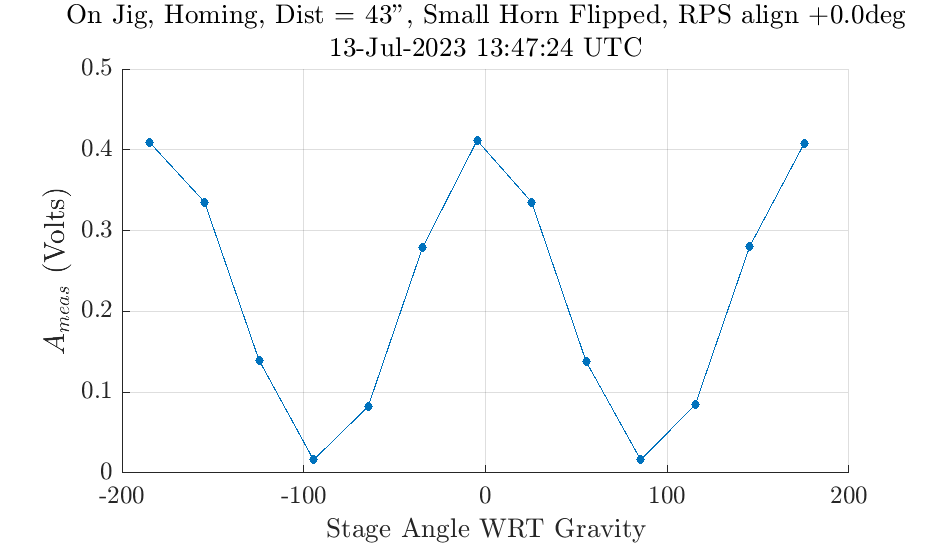 On Jig, Homing, Dist = 43”, Small Horn Flipped, RPS align +0.0deg
13-Jul-2023 13:47:24 UTC
0.5
0.4
0.3
0.2
0.1
0
A_meas (Volts)
-200 -100 0 100 200
Stage Angle WRT Gravity